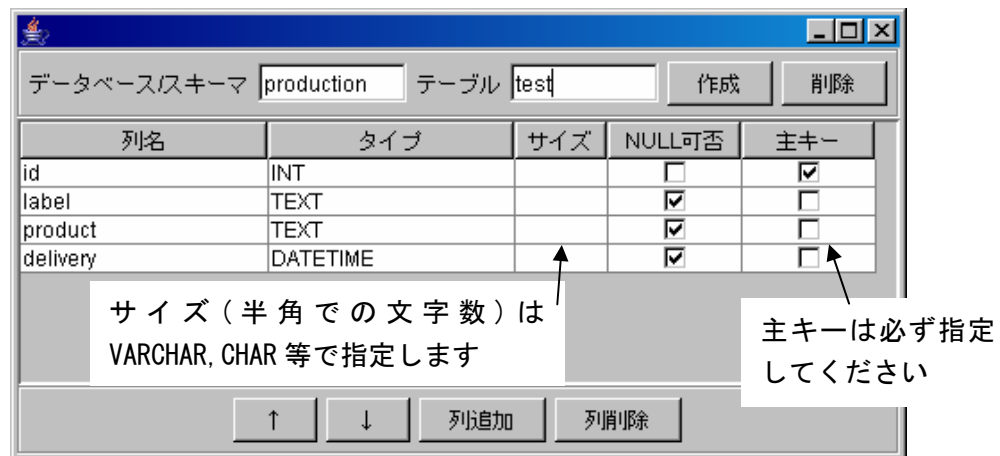 データベース/スキーマ production テーブル test 作成 削除
列名 タイプ サイズ NULL可否 主キー
id INT
label TEXT
product TEXT
delivery DATETIME
サイズ(半角での文字数)は
VARCHAR,CHAR 等で指定します
主キーは必ず指定
してください
↑ ↓ 列追加 列削除